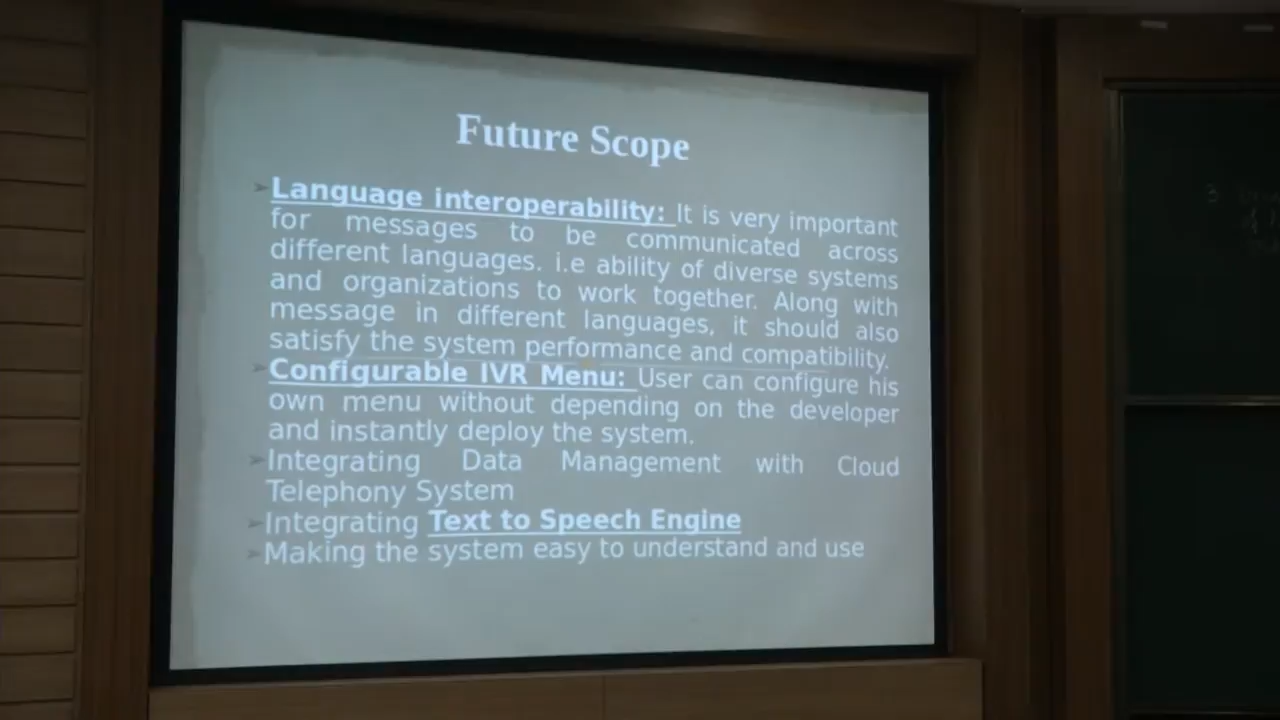 Future Scope
➢Language interoperability: It is very important
for messages to be communicated across
different languages. i.e ability of diverse systems
and organizations to work together. Along with
message in different languages, it should also
satisfy the system performance and compatibility.
➢Configurable IVR Menu: User can configure his
own menu without depending on the developer
and instantly deploy the system.
➢Integrating Data Management with Cloud
Telephony System
➢Integrating Text to Speech Engine
➢Making the system easy to understand and use